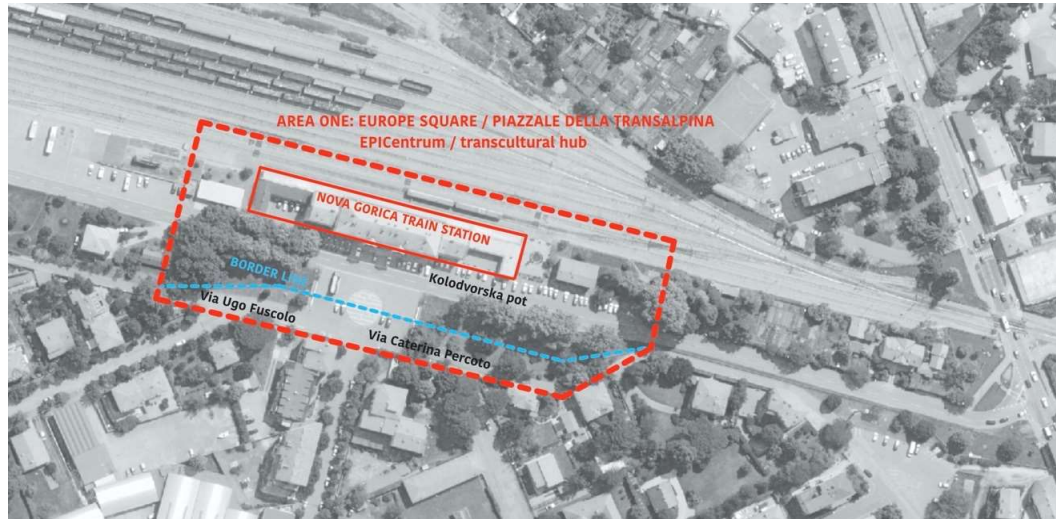 AREA ONE: EUROPE SQUARE / PIAZZALE DELLA TRANSALPINA
EPICentrum / transcultural hub
NOVA GORICA TRAIN STATION
BORDER LINE
Kolodvorska pot
Via Ugo Fuscolo
Via Caterina Percoto